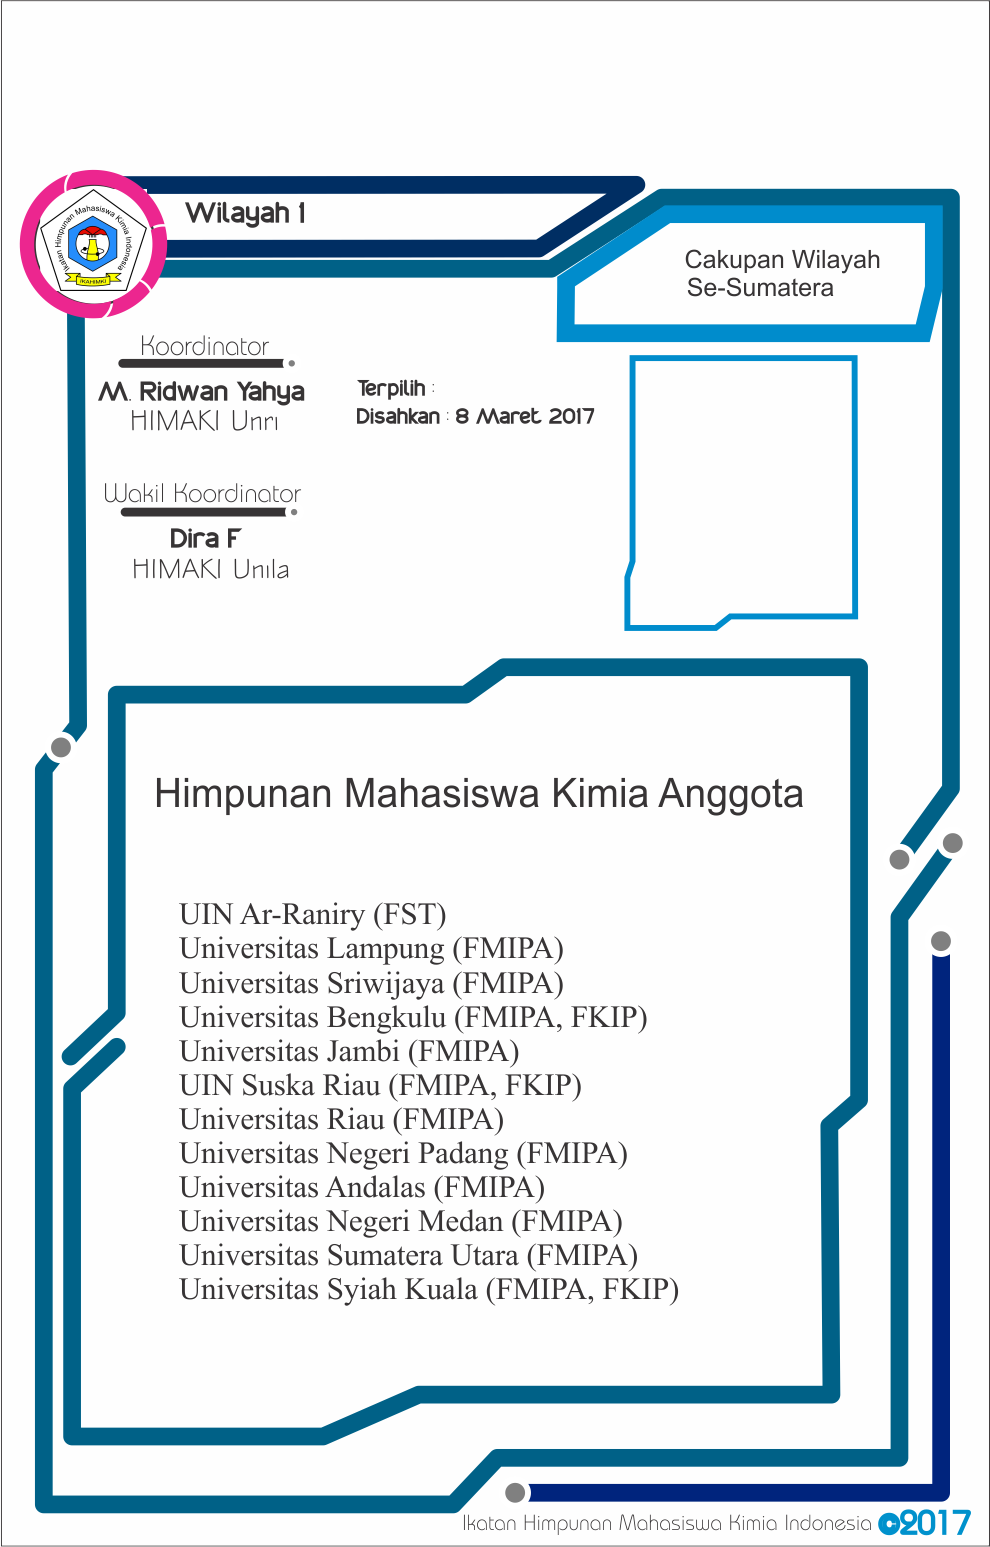 Ikatan Himpunan Mahasiswa Kimia Indonesia
IKAHIMKI
Wilayah 1
Cakupan Wilayah
Se-Sumatera
Koordinator
M. Ridwan Yahya
HIMAKI Unri
Terpilih :
Disahkan : 8 Maret 2017
Wakil Koordinator
Dira F
HIMAKI Unila
Himpunan Mahasiswa Kimia Anggota
UIN Ar-Raniry (FST)
Universitas Lampung (FMIPA)
Universitas Sriwijaya (FMIPA)
Universitas Bengkulu (FMIPA, FKIP)
Universitas Jambi (FMIPA)
UIN Suska Riau (FMIPA, FKIP)
Universitas Riau (FMIPA)
Universitas Negeri Padang (FMIPA)
Universitas Andalas (FMIPA)
Universitas Negeri Medan (FMIPA)
Universitas Sumatera Utara (FMIPA)
Universitas Syiah Kuala (FMIPA, FKIP)
Ikatan Himpunan Mahasiswa Kimia Indonesia ©2017